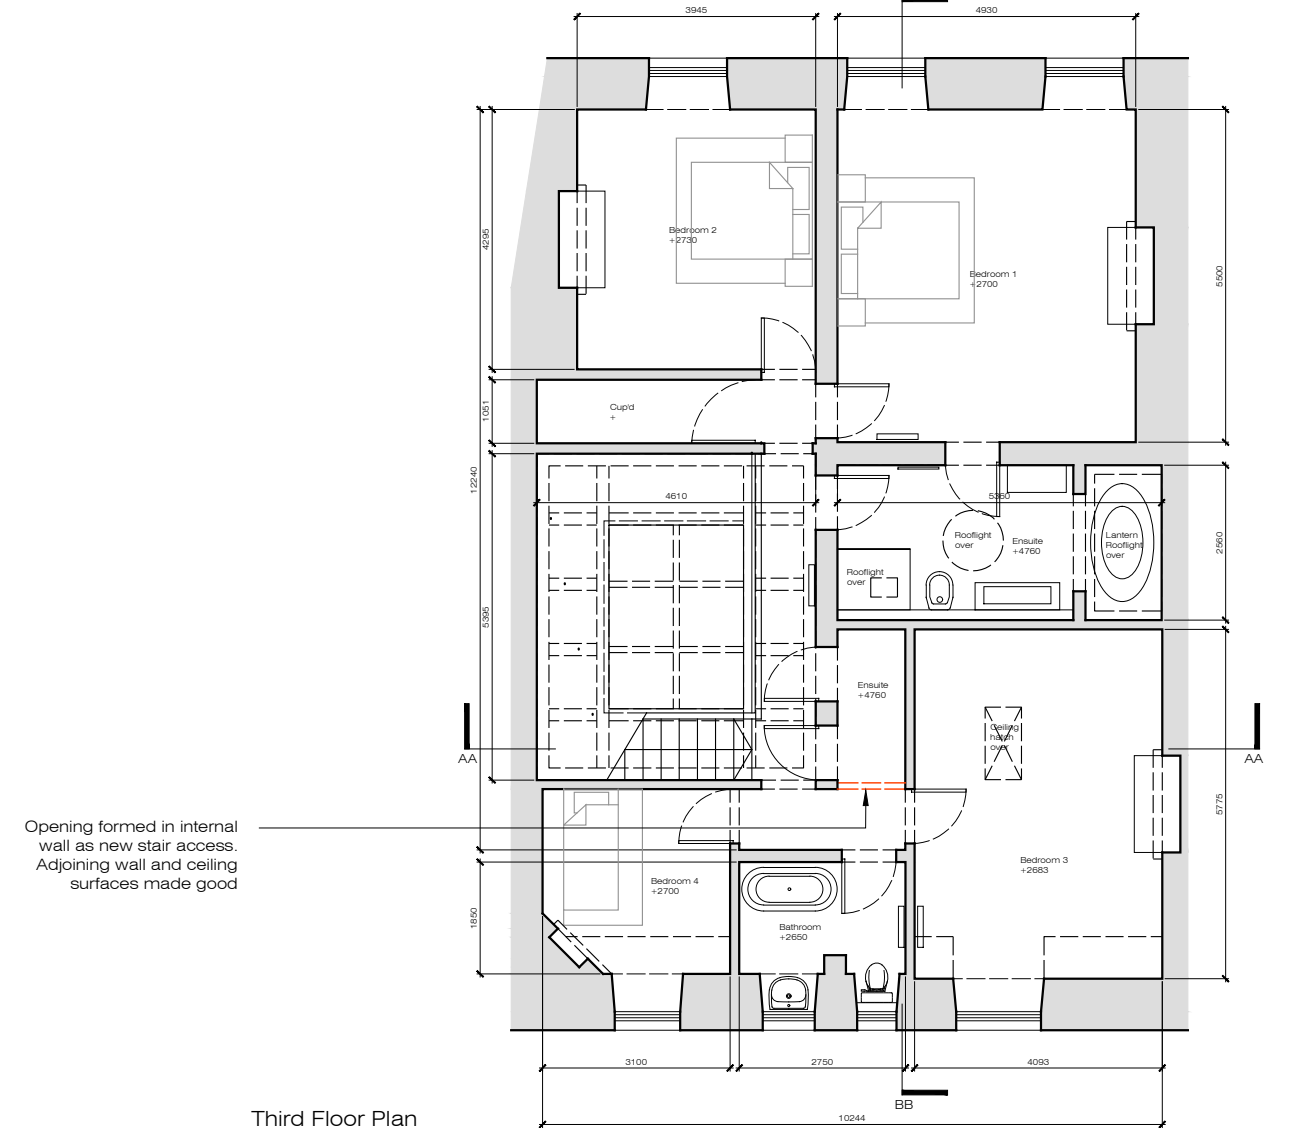 3945
4930
4295
Bedroom 2
+2730
Bedroom 1
+2700
5500
1051
Cup'd
+
12240
4610
5360
Rooflight
over
Ensuite
+4760
Lantern
Rooflight
over
2560
Rooflight
over
5395
Ensuite
+4760
Ceiling
hatch
over
AA
AA
Opening formed in internal
wall as new stair access.
Adjoining wall and ceiling
surfaces made good
5775
Bedroom 3
+2683
Bedroom 4
+2700
1850
Bathroom
+2650
3100
2750
4093
BB
Third Floor Plan
10244